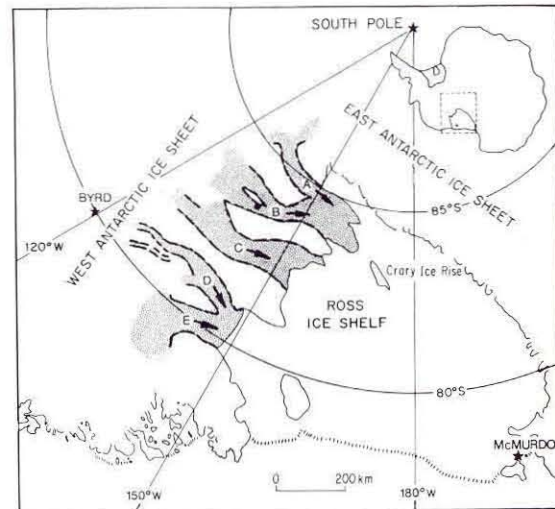 SOUTH POLE
EAST ANTARCTIC ICE SHEET
WEST ANTARCTIC ICE SHEET
BYRD
120°W
A
B
C
D
E
85°S
Crary Ice Rise
ROSS
ICE SHELF
80°S
McMURDO
150°W
0 200 km
180°W